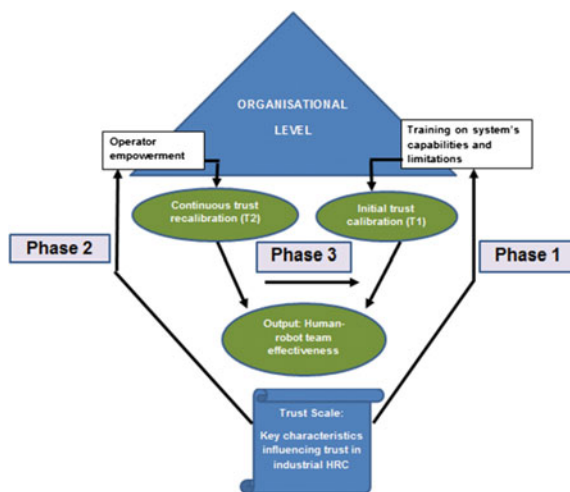 ORGANISATIONAL
LEVEL
Operator
empowerment
Training on system's
capabilities and
limitations
Continuous trust
recalibration (T2)
Initial trust
calibration (T1)
Phase 2
Phase 3
Phase 1
Output: Human-
robot team
effectiveness
Trust Scale:
Key characteristics
influencing trust in
industrial HRC